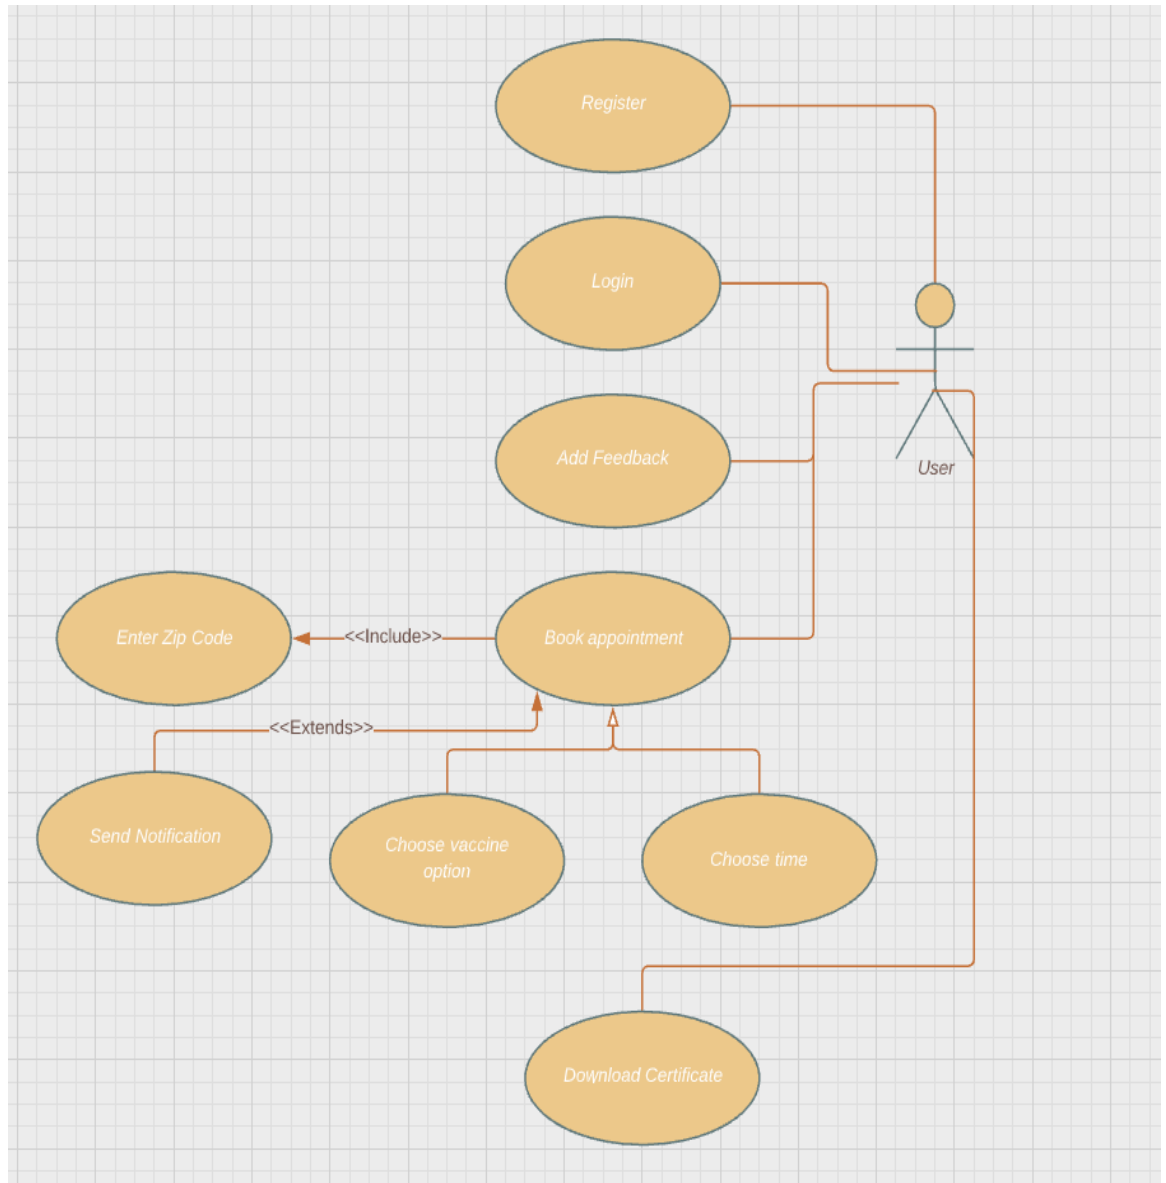 Register
Login
Add Feedback
User
Enter Zip Code
<<Include>>
Book appointment
<<Extends>>
Send Notification
Choose vaccine
option
Choose time
Download Certificate